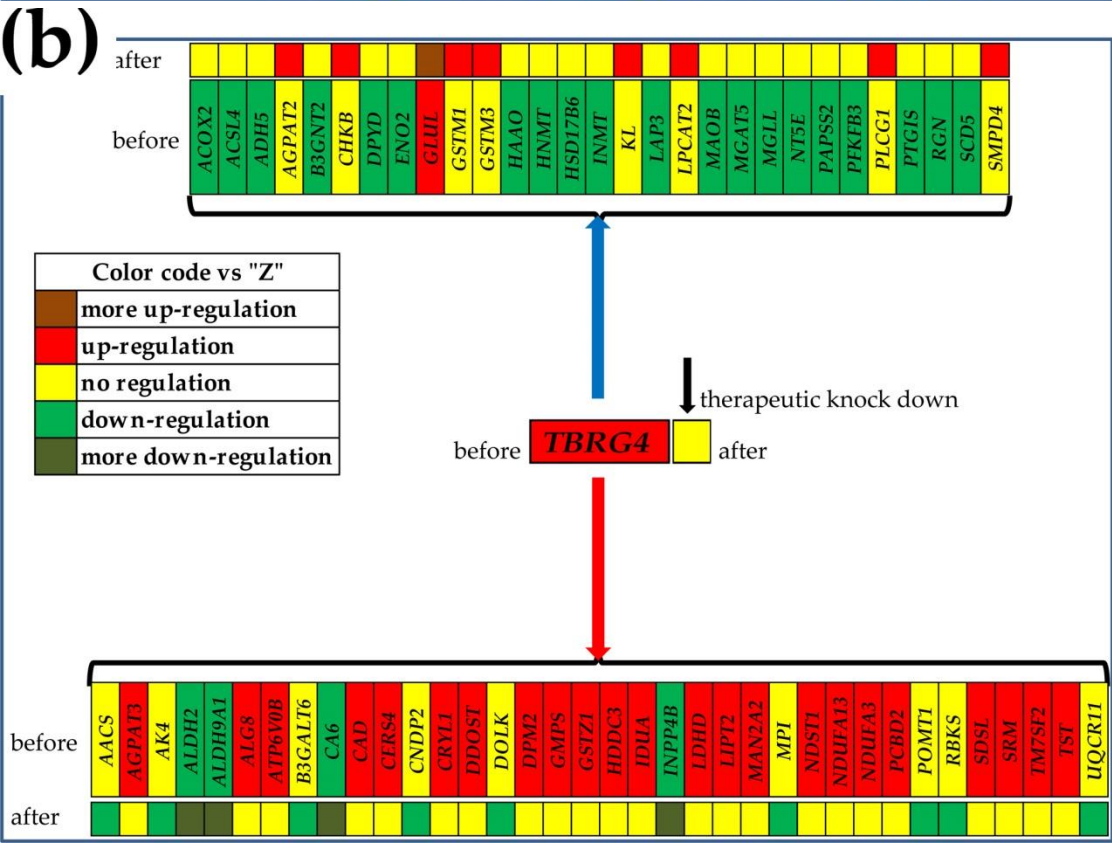 (b)
after
before
ACOX2 ACSL4 ADH5 AGPAT2 B3GNT2 CHKB DPYD ENO2 GLUL GSTM1 GSTM3 HAAO HNMT HSD17B6 INMT KL LAP3 LPCAT2 MAOB MGAT5 MGLL NT5E PAPSS2 PFKFB3 PLCG1 PTGIS RGN SCD5 SMPD4
Color code vs "Z"
more up-regulation
up-regulation
no regulation
down-regulation
more down-regulation
therapeutic knock down
before TBRG4 after
before
AACS AGPAT3 AK4 ALDH2 ALDH9A1 ALG8 ATP6V0B B3GALT6 CA6 CAD CERS4 CNDP2 CRYL1 DDOST DOLK DPM2 GMPS GSTZ1 HDDC3 IDUA INPP4B LDHD LIPT2 MAN2A2 MPI NDST1 NDUFA13 NDUFA3 PCBD2 POMT1 RBKS SDSL SRM TM7SF2 TST UQCR11
after